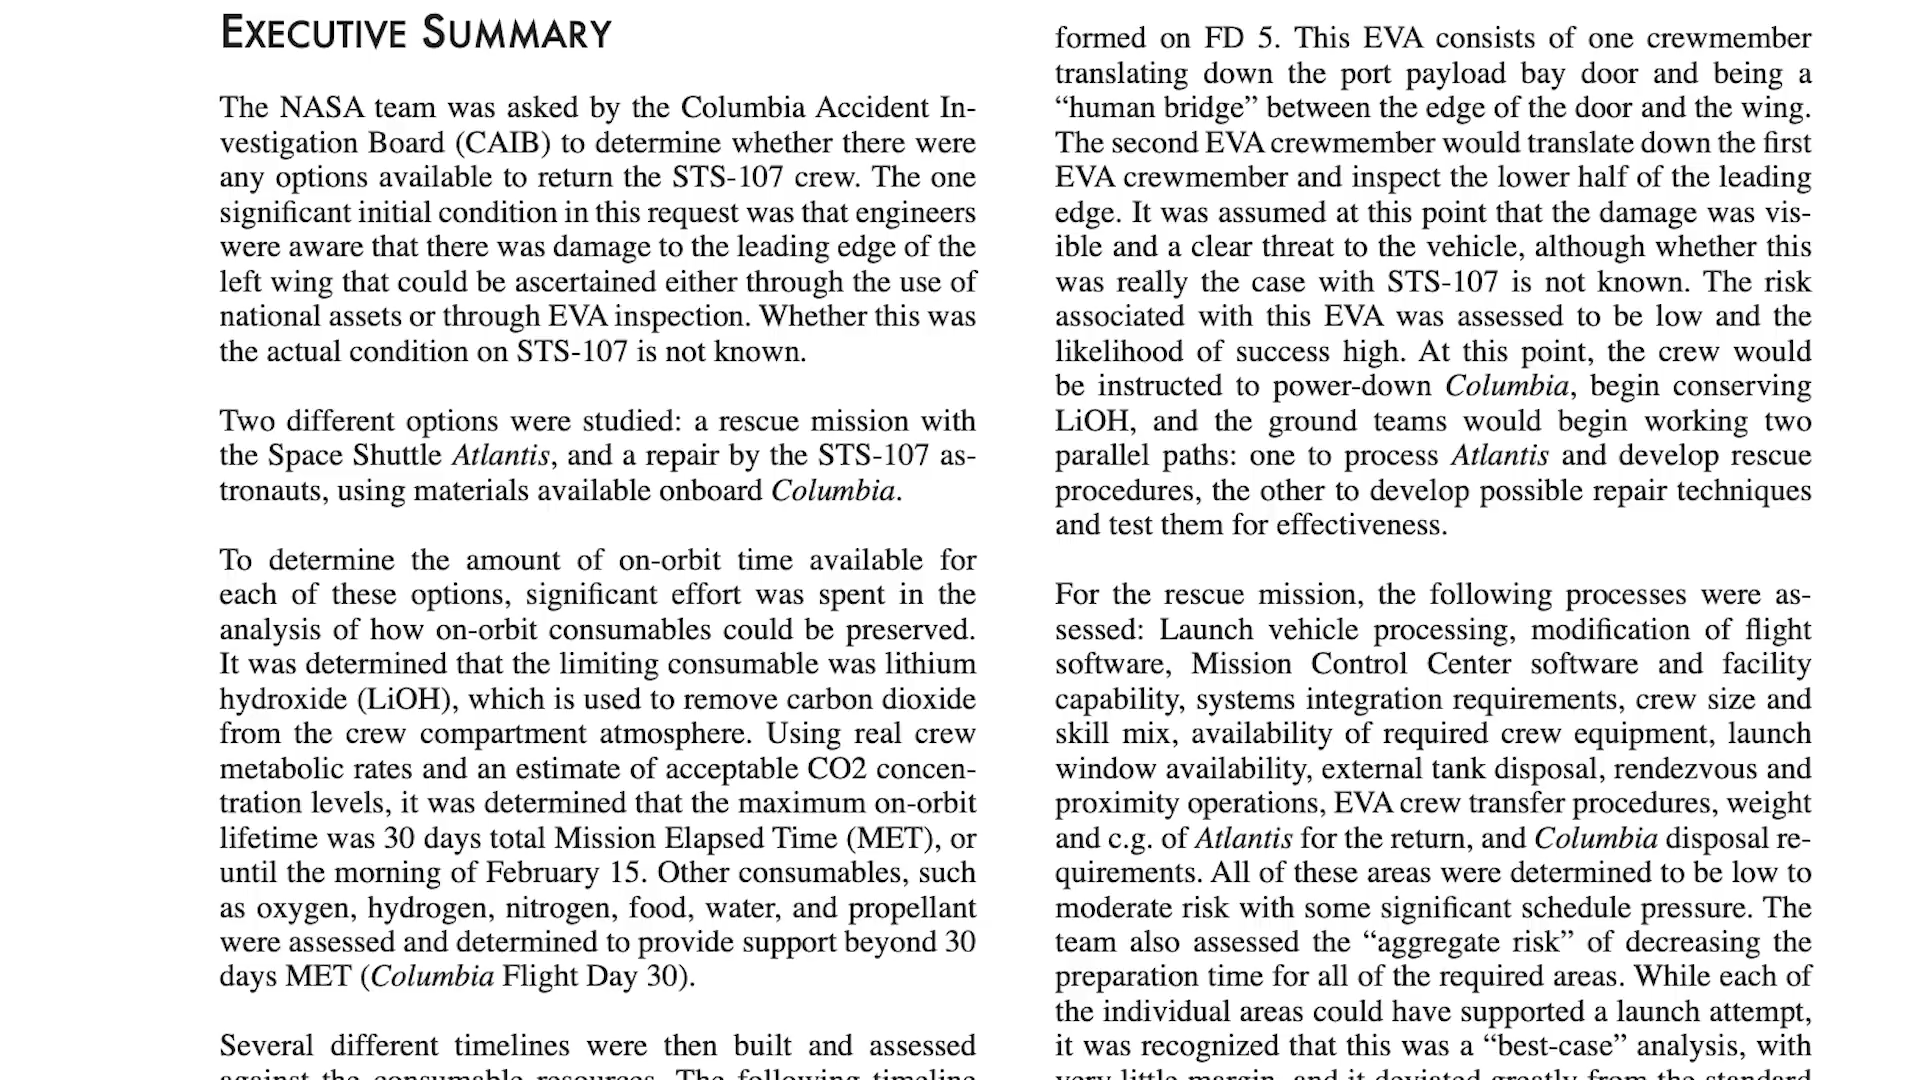 EXECUTIVE SUMMARY
The NASA team was asked by the Columbia Accident In-
vestigation Board (CAIB) to determine whether there were
any options available to return the STS-107 crew. The one
significant initial condition in this request was that engineers
were aware that there was damage to the leading edge of the
left wing that could be ascertained either through the use of
national assets or through EVA inspection. Whether this was
the actual condition on STS-107 is not known.
Two different options were studied: a rescue mission with
the Space Shuttle Atlantis, and a repair by the STS-107 as-
tronauts, using materials available onboard Columbia.
To determine the amount of on-orbit time available for
each of these options, significant effort was spent in the
analysis of how on-orbit consumables could be preserved.
It was determined that the limiting consumable was lithium
hydroxide (LiOH), which is used to remove carbon dioxide
from the crew compartment atmosphere. Using real crew
metabolic rates and an estimate of acceptable CO2 concen-
tration levels, it was determined that the maximum on-orbit
lifetime was 30 days total Mission Elapsed Time (MET), or
until the morning of February 15. Other consumables, such
as oxygen, hydrogen, nitrogen, food, water, and propellant
were assessed and determined to provide support beyond 30
days MET (Columbia Flight Day 30).
Several different timelines were then built and assessed
against the consumable resources. The following timeline
formed on FD 5. This EVA consists of one crewmember
translating down the port payload bay door and being a
“human bridge” between the edge of the door and the wing.
The second EVA crewmember would translate down the first
EVA crewmember and inspect the lower half of the leading
edge. It was assumed at this point that the damage was vis-
ible and a clear threat to the vehicle, although whether this
was really the case with STS-107 is not known. The risk
associated with this EVA was assessed to be low and the
likelihood of success high. At this point, the crew would
be instructed to power-down Columbia, begin conserving
LiOH, and the ground teams would begin working two
parallel paths: one to process Atlantis and develop rescue
procedures, the other to develop possible repair techniques
and test them for effectiveness.
For the rescue mission, the following processes were as-
sessed: Launch vehicle processing, modification of flight
software, Mission Control Center software and facility
capability, systems integration requirements, crew size and
skill mix, availability of required crew equipment, launch
window availability, external tank disposal, rendezvous and
proximity operations, EVA crew transfer procedures, weight
and c.g. of Atlantis for the return, and Columbia disposal re-
quirements. All of these areas were determined to be low to
moderate risk with some significant schedule pressure. The
team also assessed the “aggregate risk” of decreasing the
preparation time for all of the required areas. While each of
the individual areas could have supported a launch attempt,
it was recognized that this was a “best-case” analysis, with
very little margin, and it deviated greatly from the standard